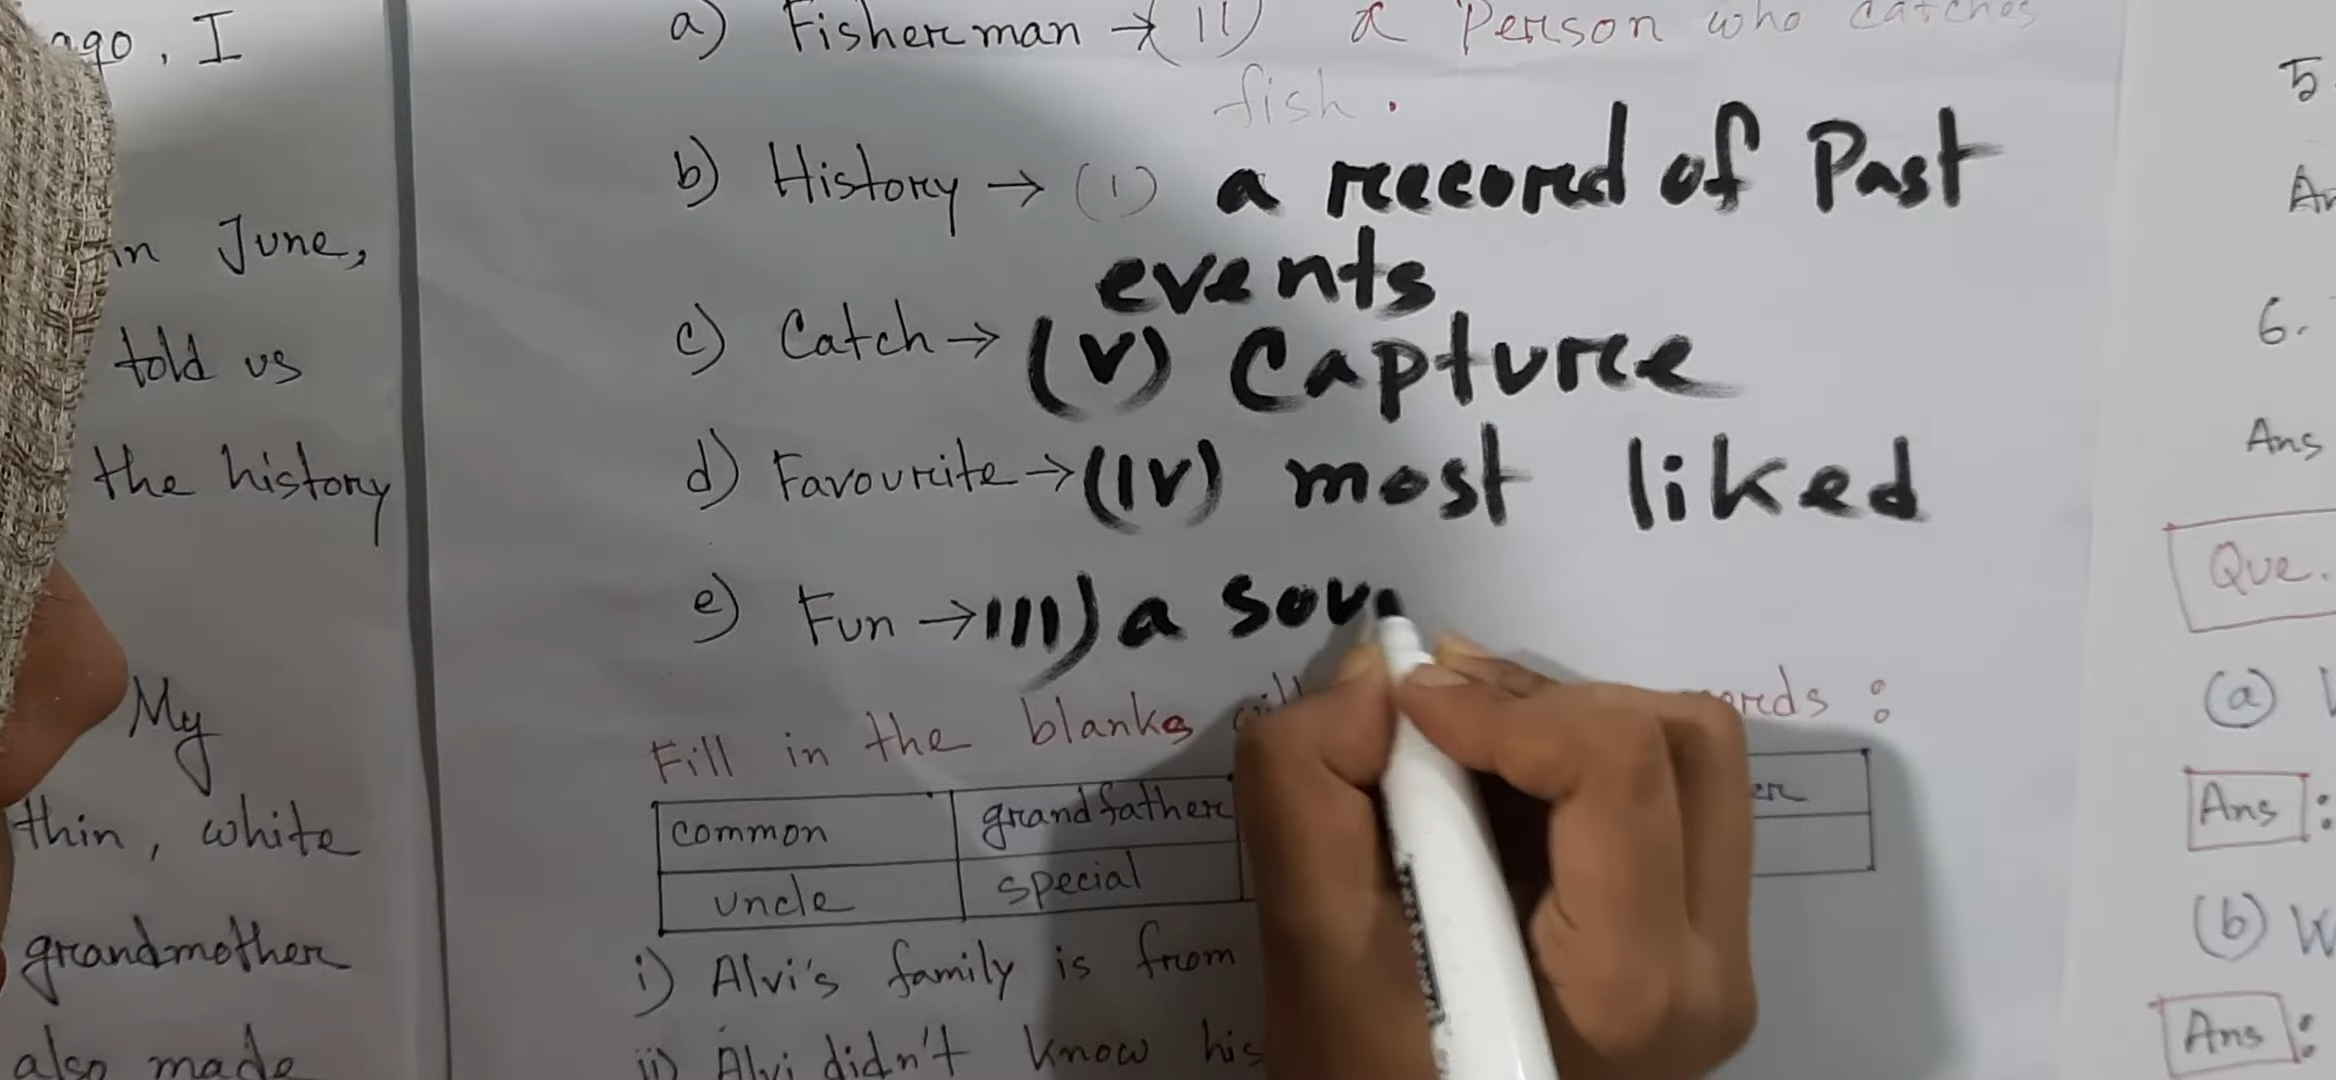 ago, I
in June,
told us
the history
My
thin, white
grandmother
also made
a) Fisherman → (II) a Person who catches
fish.
b) History → (I) a record of Past
events
c) Catch → (V) Capture
d) Favourite → (IV) most liked
e) Fun → III) a sou
Fill in the blanks
common grandfather
uncle special
i) Alvi's family is from
ii) Alvi didn't know his
5.
6.
Ans
Que.
(a)
Ans :
(b) W
Ans :